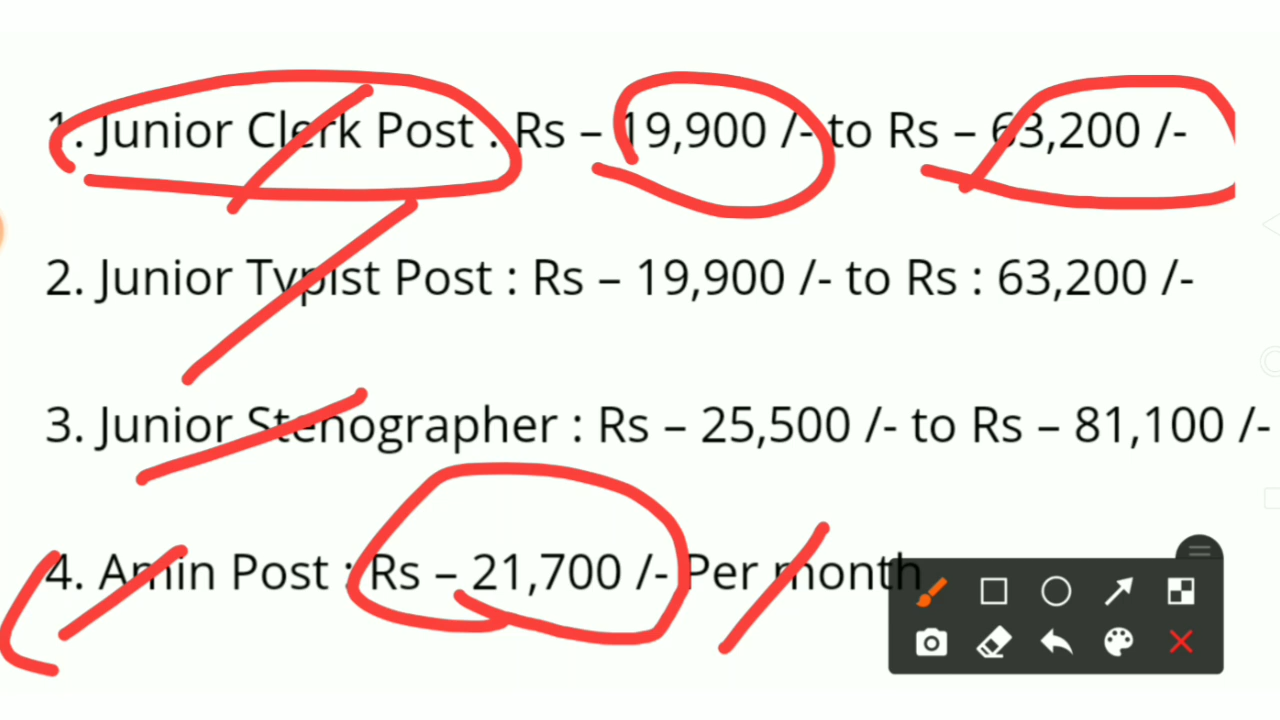 1. Junior Clerk Post : Rs – 19,900 /- to Rs – 63,200 /-
2. Junior Typist Post : Rs – 19,900 /- to Rs : 63,200 /-
3. Junior Stenographer : Rs – 25,500 /- to Rs – 81,100 /-
4. Amin Post : Rs – 21,700 /- Per month